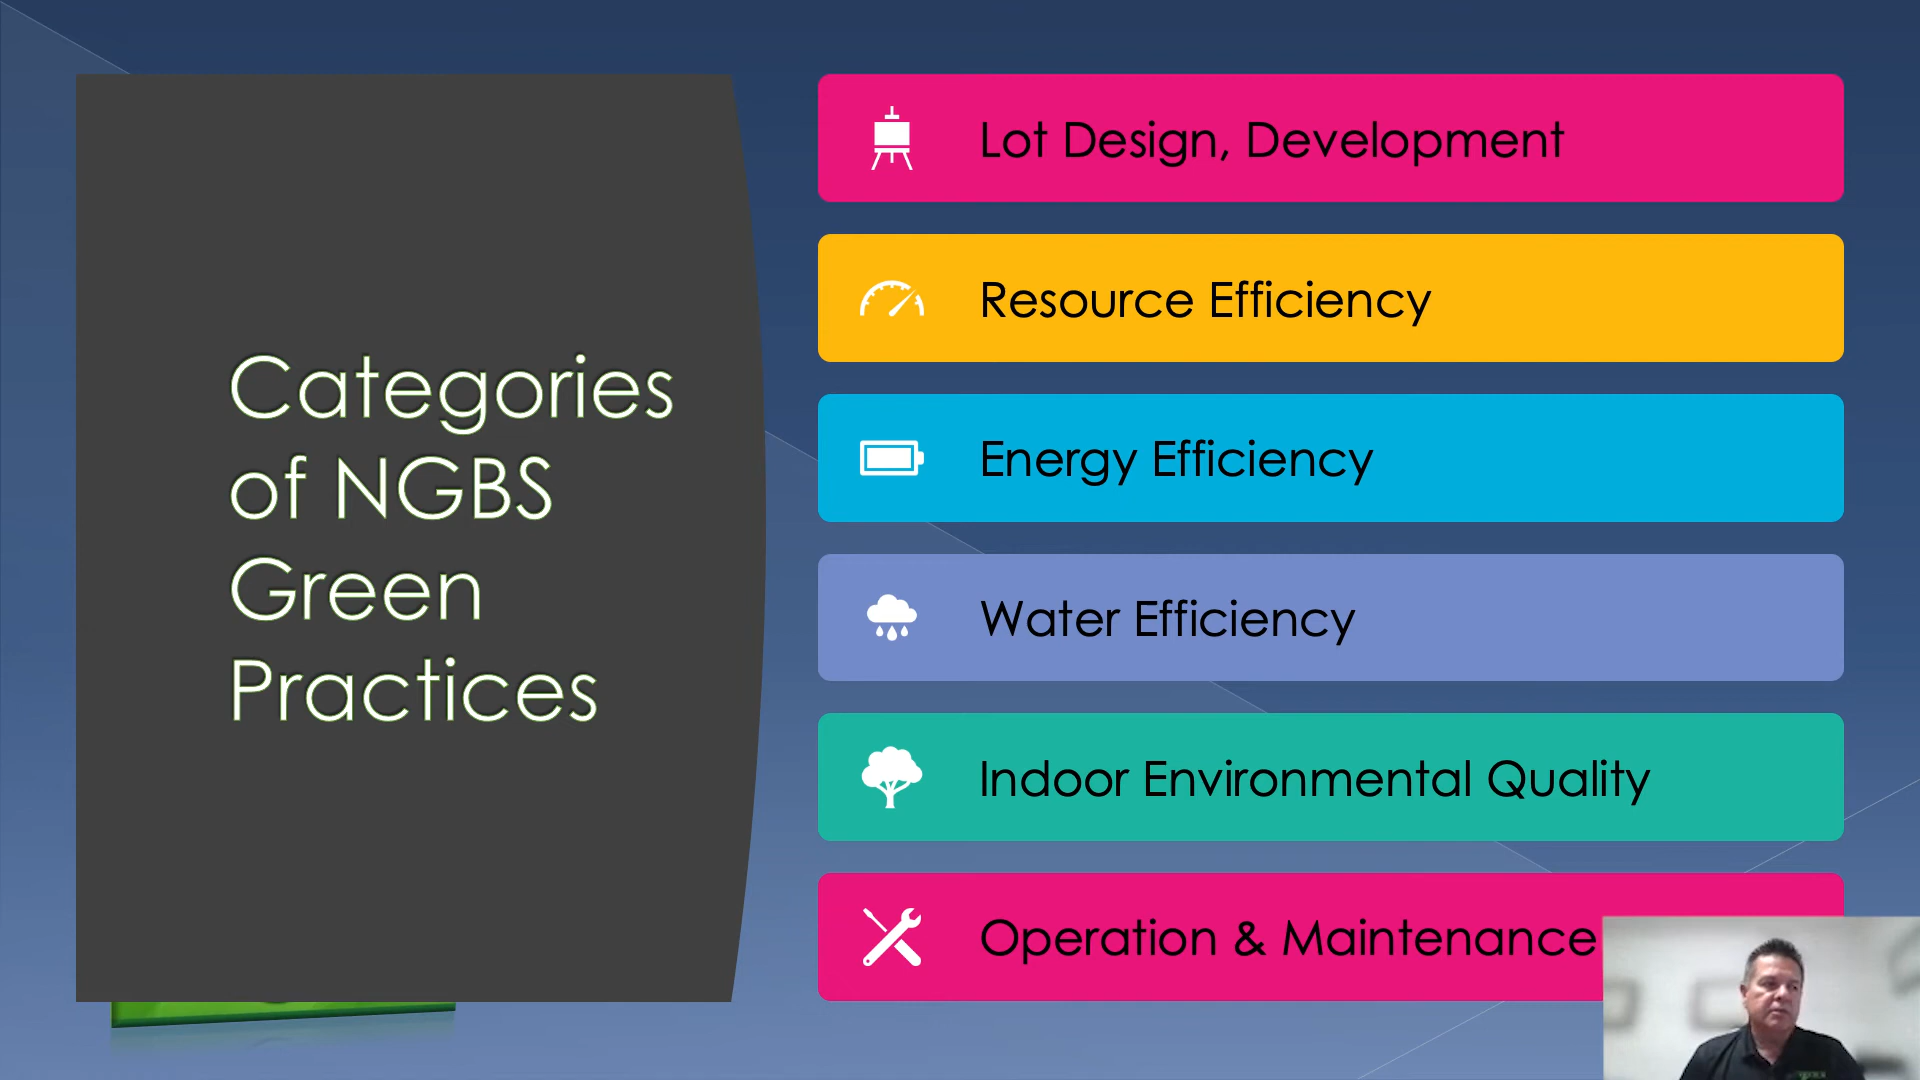 Categories
of NGBS
Green
Practices
Lot Design, Development
Resource Efficiency
Energy Efficiency
Water Efficiency
Indoor Environmental Quality
Operation & Maintenance